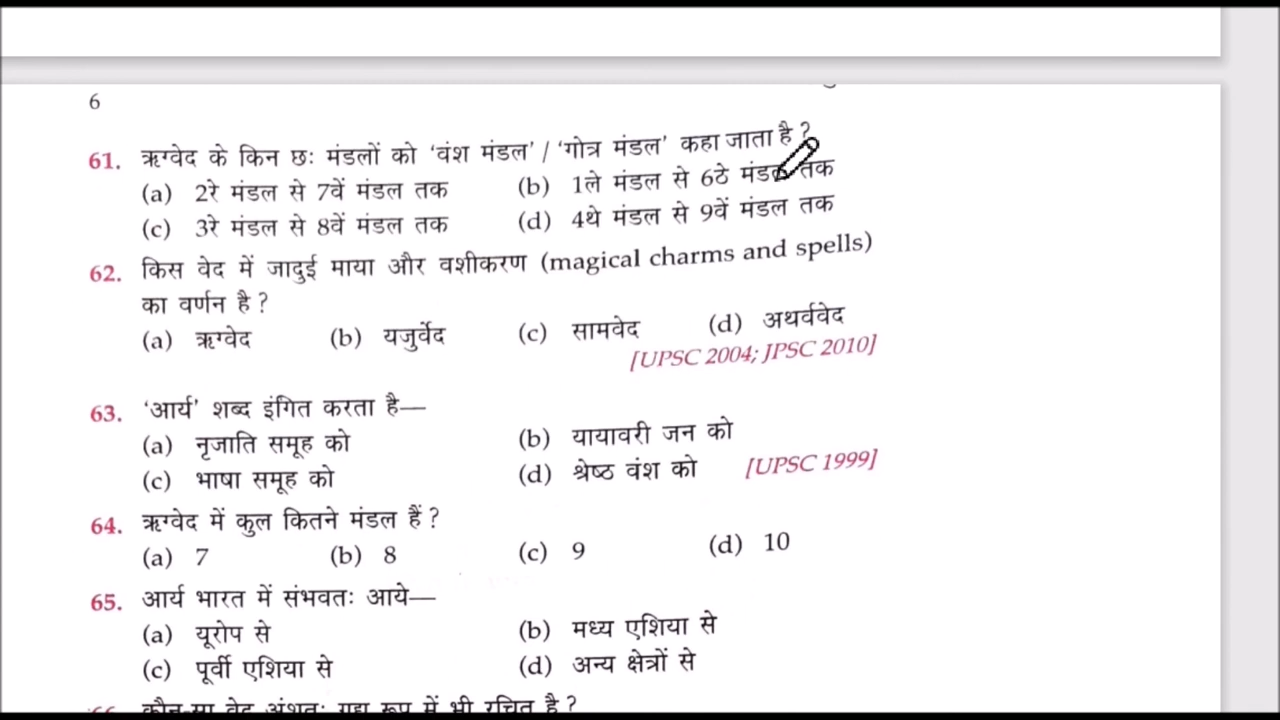 6
61. ऋग्वेद के किन छः मंडलों को 'वंश मंडल' / 'गोत्र मंडल' कहा जाता है ?
(a) 2रे मंडल से 7वें मंडल तक (b) 1ले मंडल से 6ठे मंडल तक
(c) 3रे मंडल से 8वें मंडल तक (d) 4थे मंडल से 9वें मंडल तक
62. किस वेद में जादुई माया और वशीकरण (magical charms and spells)
का वर्णन है ?
(a) ऋग्वेद (b) यजुर्वेद (c) सामवेद (d) अथर्ववेद
[UPSC 2004; JPSC 2010]
63. 'आर्य' शब्द इंगित करता है—
(a) नृजाति समूह को (b) यायावरी जन को
(c) भाषा समूह को (d) श्रेष्ठ वंश को [UPSC 1999]
64. ऋग्वेद में कुल कितने मंडल हैं ?
(a) 7 (b) 8 (c) 9 (d) 10
65. आर्य भारत में संभवतः आये—
(a) यूरोप से (b) मध्य एशिया से
(c) पूर्वी एशिया से (d) अन्य क्षेत्रों से
कौन-सा वेद अंशतः गद्य रूप में भी रचित है ?